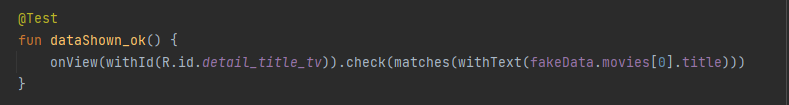 @Test
fun dataShown_ok() {
    onView(withId(R.id.detail_title_tv)).check(matches(withText(fakeData.movies[0].title)))
}